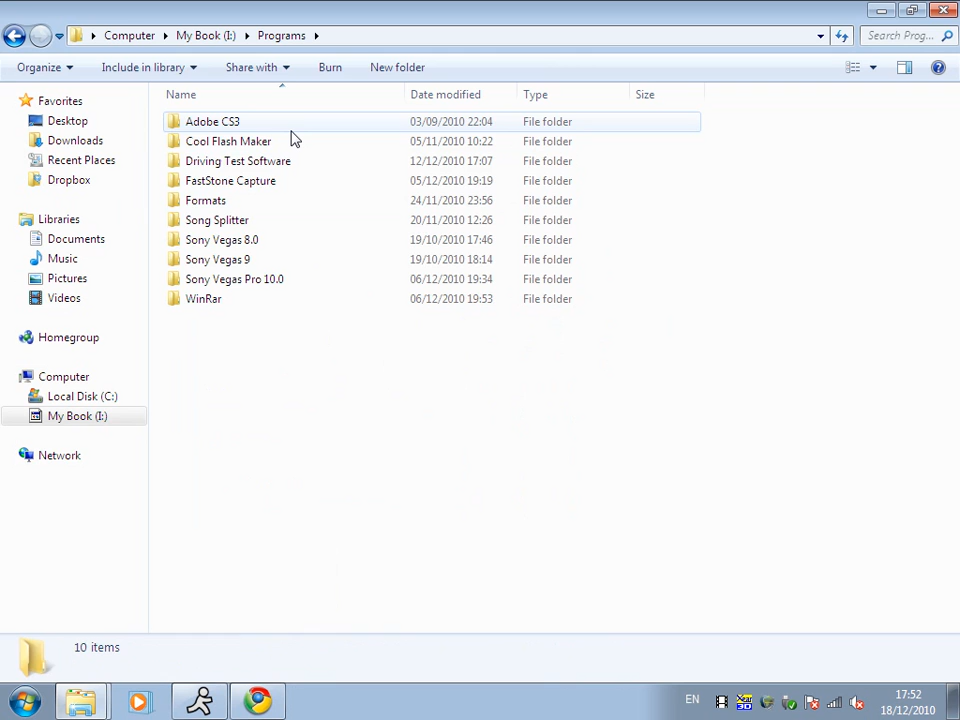 Computer My Book (I:) Programs Search Prog...
Organize Include in library Share with Burn New folder
Favorites
Desktop
Downloads
Recent Places
Dropbox
Libraries
Documents
Music
Pictures
Videos
Homegroup
Computer
Local Disk (C:)
My Book (I:)
Network
Name Date modified Type Size
Adobe CS3 03/09/2010 22:04 File folder
Cool Flash Maker 05/11/2010 10:22 File folder
Driving Test Software 12/12/2010 17:07 File folder
FastStone Capture 05/12/2010 19:19 File folder
Formats 24/11/2010 23:56 File folder
Song Splitter 20/11/2010 12:26 File folder
Sony Vegas 8.0 19/10/2010 17:46 File folder
Sony Vegas 9 19/10/2010 18:14 File folder
Sony Vegas Pro 10.0 06/12/2010 19:34 File folder
WinRar 06/12/2010 19:53 File folder
10 items
EN
17:52
18/12/2010